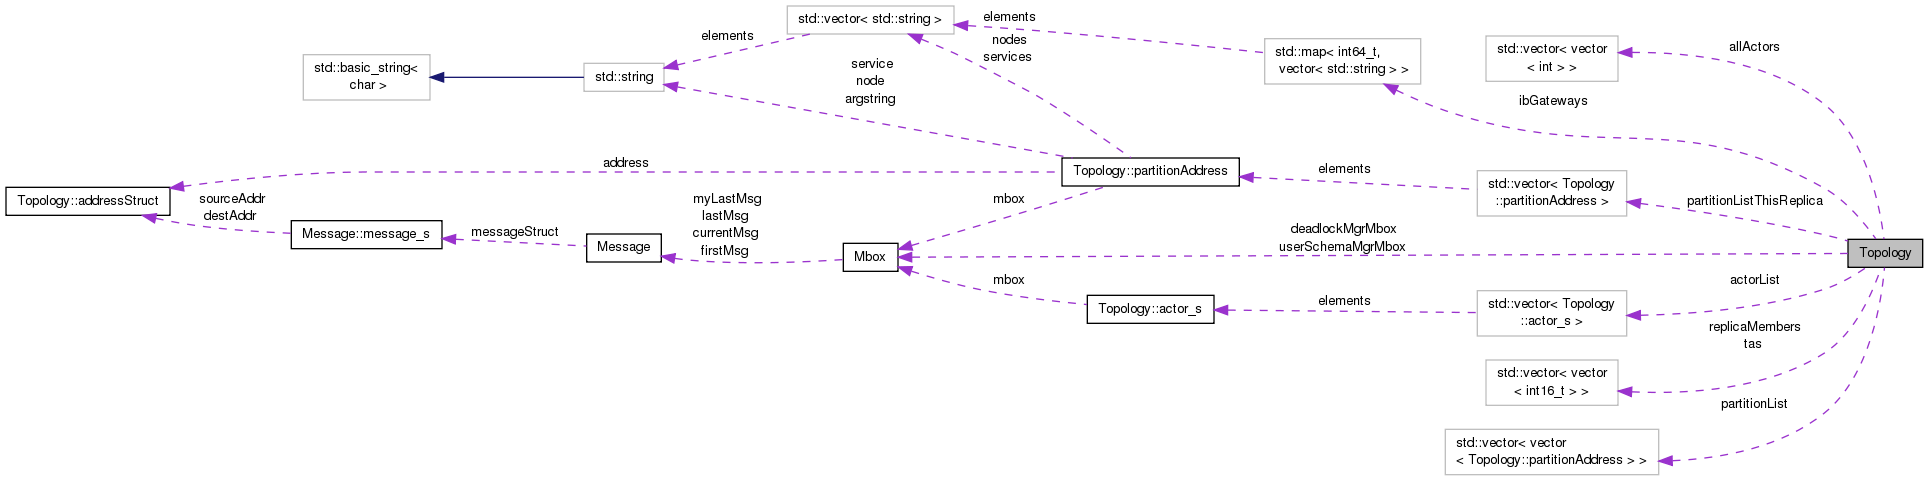 std::vector< std::string >
elements
elements
nodes
services
std::map< int64_t,
vector< std::string > >
std::vector< vector
< int > >
allActors
std::basic_string<
char >
std::string
service
node
argstring
ibGateways
address
Topology::partitionAddress
elements
std::vector< Topology
::partitionAddress >
partitionListThisReplica
Topology::addressStruct
sourceAddr
destAddr
Message::message_s
messageStruct
Message
myLastMsg
lastMsg
currentMsg
firstMsg
mbox
Mbox
deadlockMgrMbox
userSchemaMgrMbox
Topology
mbox
Topology::actor_s
elements
std::vector< Topology
::actor_s >
actorList
replicaMembers
tas
std::vector< vector
< int16_t > >
partitionList
std::vector< vector
< Topology::partitionAddress > >